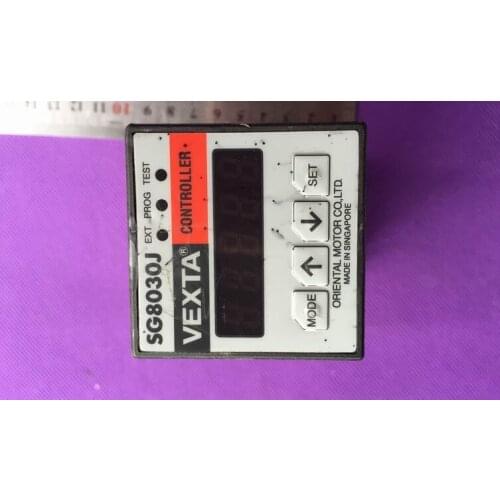 SG8030J
EXT PROG TEST
VEXTA®
CONTROLLER
MODE
↑
↓
SET
ORIENTAL MOTOR CO.,LTD.
MADE IN SINGAPORE